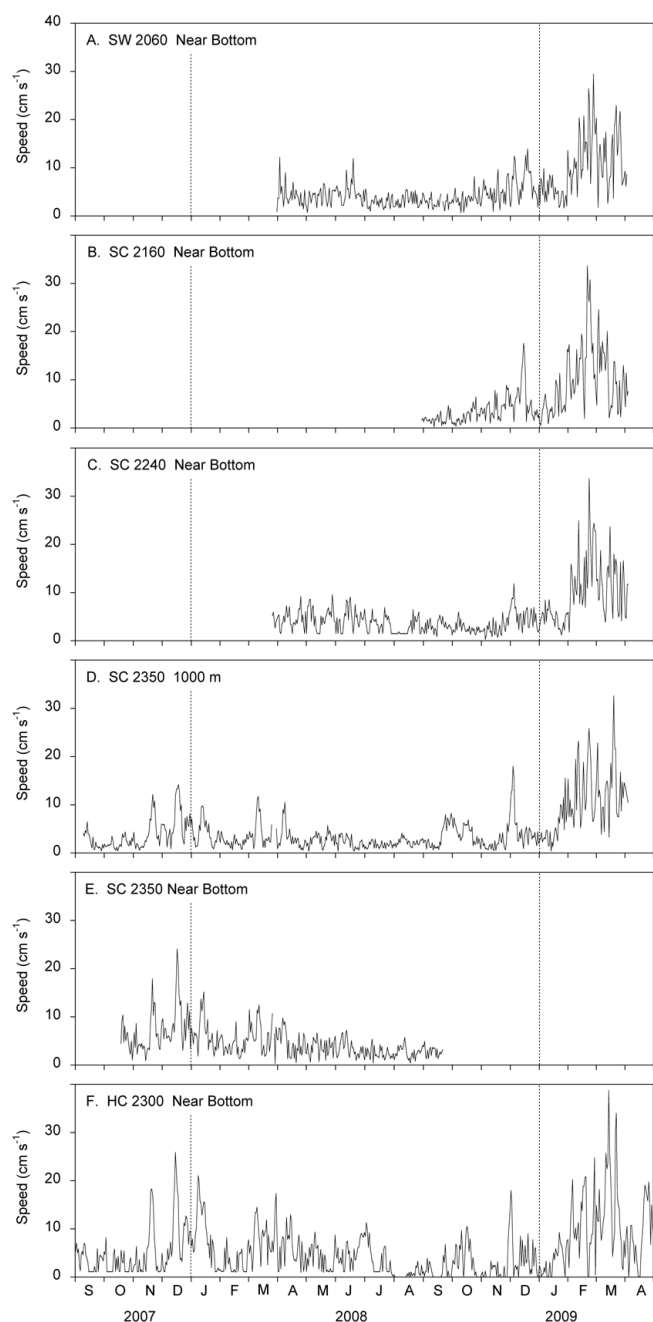 40
A. SW 2060 Near Bottom
30
20
10
0
Speed (cm s⁻¹)
B. SC 2160 Near Bottom
30
20
10
0
Speed (cm s⁻¹)
C. SC 2240 Near Bottom
30
20
10
0
Speed (cm s⁻¹)
D. SC 2350 1000 m
30
20
10
0
Speed (cm s⁻¹)
E. SC 2350 Near Bottom
30
20
10
0
Speed (cm s⁻¹)
F. HC 2300 Near Bottom
30
20
10
0
Speed (cm s⁻¹)
S O N D J F M A M J J A S O N D J F M A
2007 2008 2009